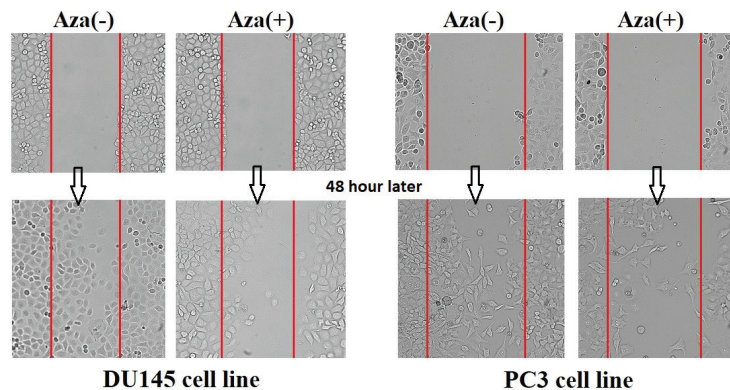 Aza(-) Aza(+) Aza(-) Aza(+)
48 hour later
DU145 cell line PC3 cell line